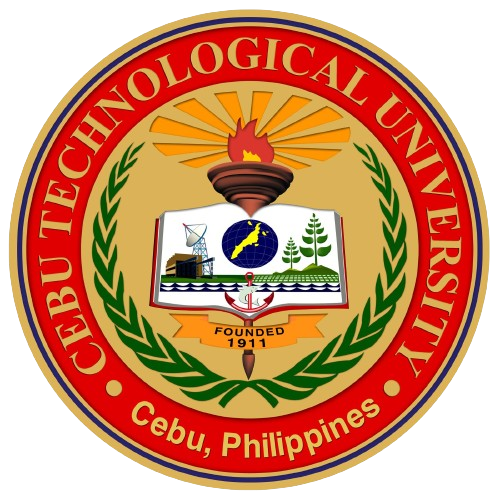 CEBU TECHNOLOGICAL UNIVERSITY
FOUNDED
1911
Cebu, Philippines